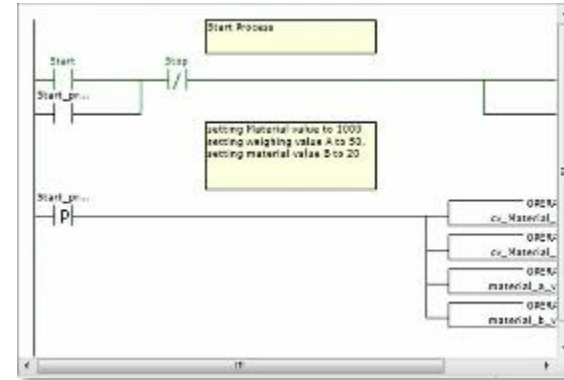 Start Process
Start
Stop
Start_pr...
setting Material value to 1000
setting weighing value A to 50,
setting material value B to 20
Start_pr...
P
OPERA
cv_Material_
OPERA
cv_Material_
OPERA
material_a_v
OPERA
material_b_v